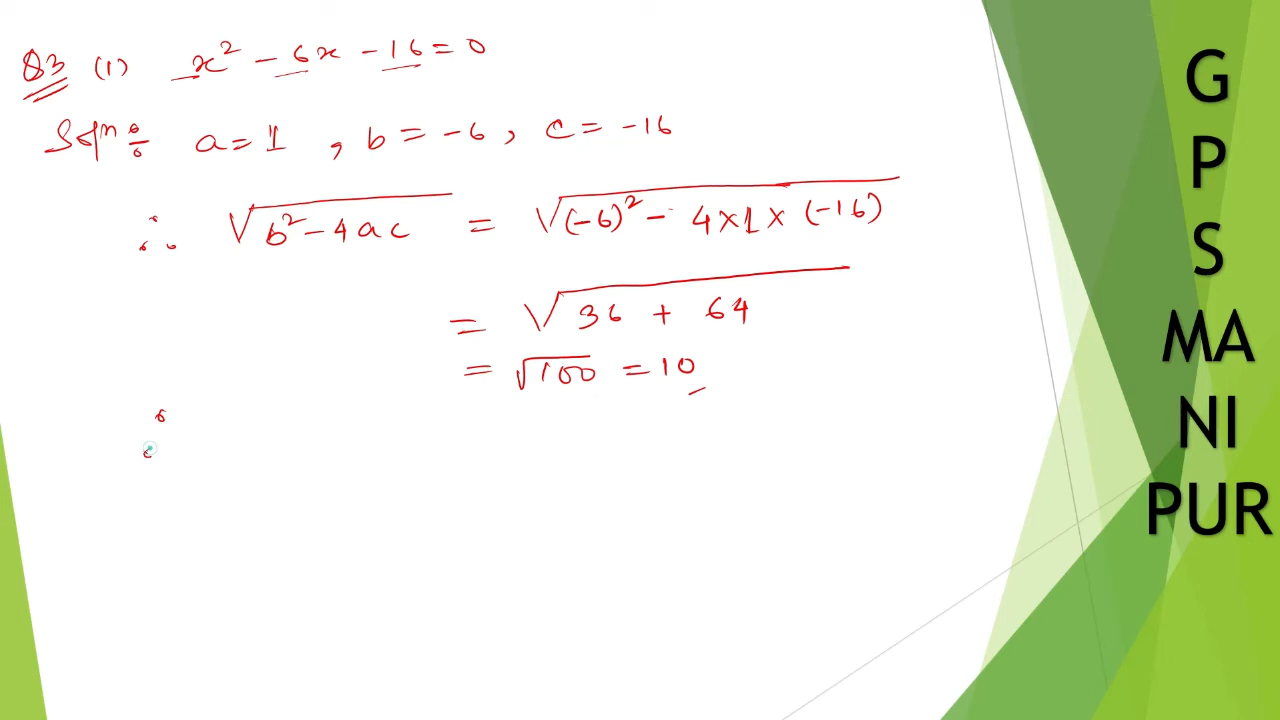 Q3 (1) x² - 6x - 16 = 0
Solⁿ÷ a = 1 , b = -6 , c = -16
∴ √(b² - 4ac) = √((-6)² - 4×1×(-16))
= √(36 + 64)
= √100 = 10
G
P
S
MA
NI
PUR